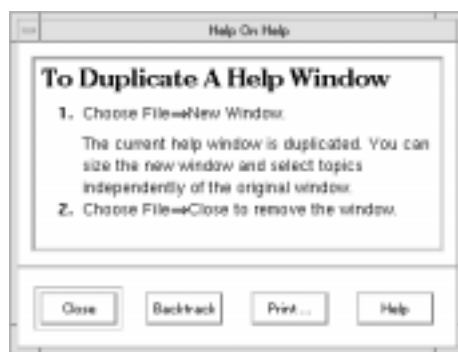 Help On Help
To Duplicate A Help Window
1. Choose File⇒New Window.
The current help window is duplicated. You can
size the new window and select topics
independently of the original window.
2. Choose File⇒Close to remove the window.
Close Backtrack Print... Help